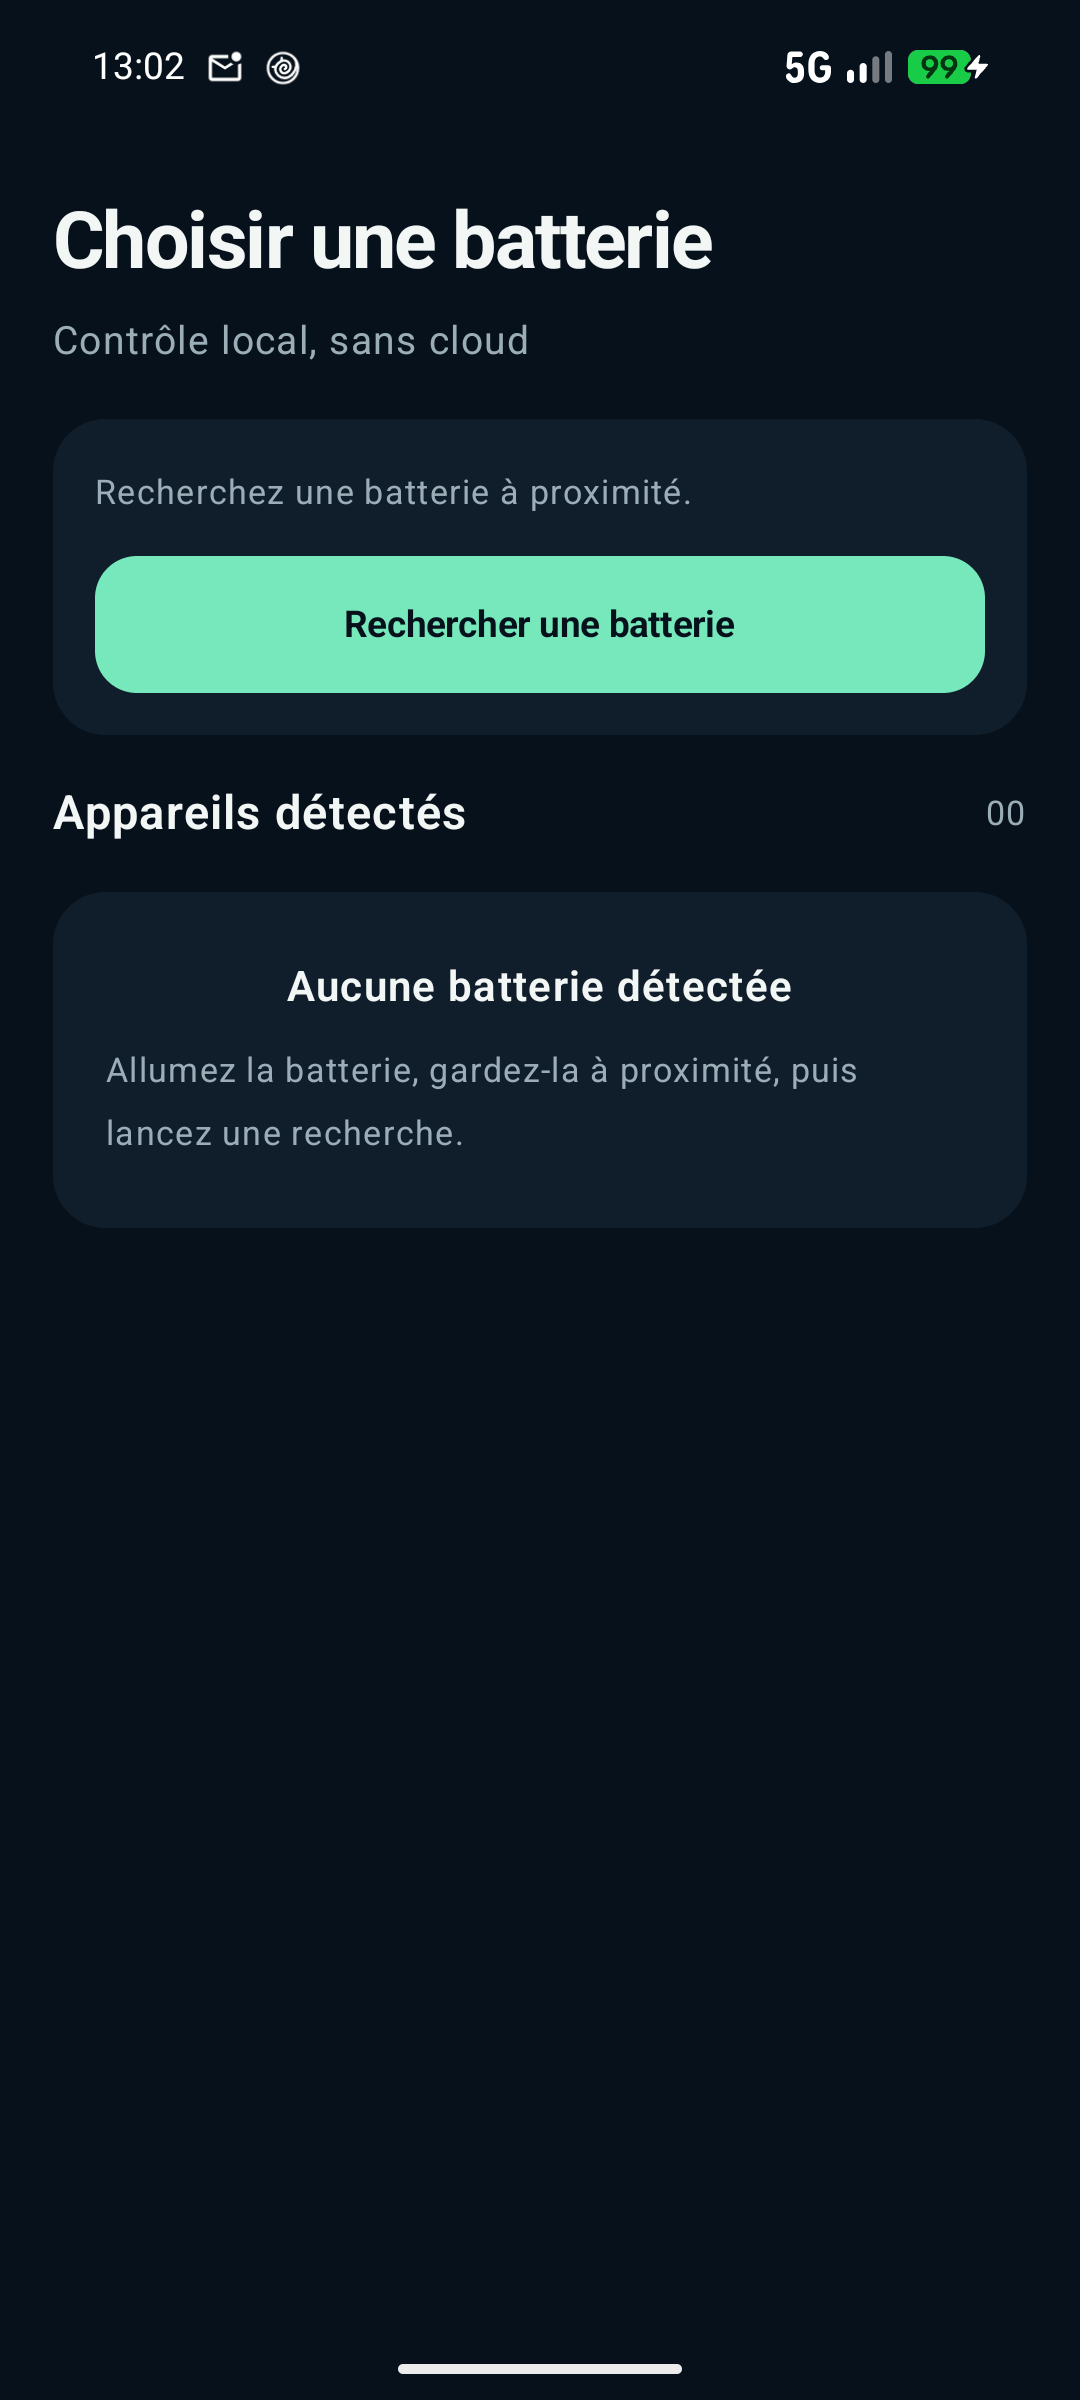 13:02
5G
99
Choisir une batterie
Contrôle local, sans cloud
Recherchez une batterie à proximité.
Rechercher une batterie
Appareils détectés
00
Aucune batterie détectée
Allumez la batterie, gardez-la à proximité, puis
lancez une recherche.